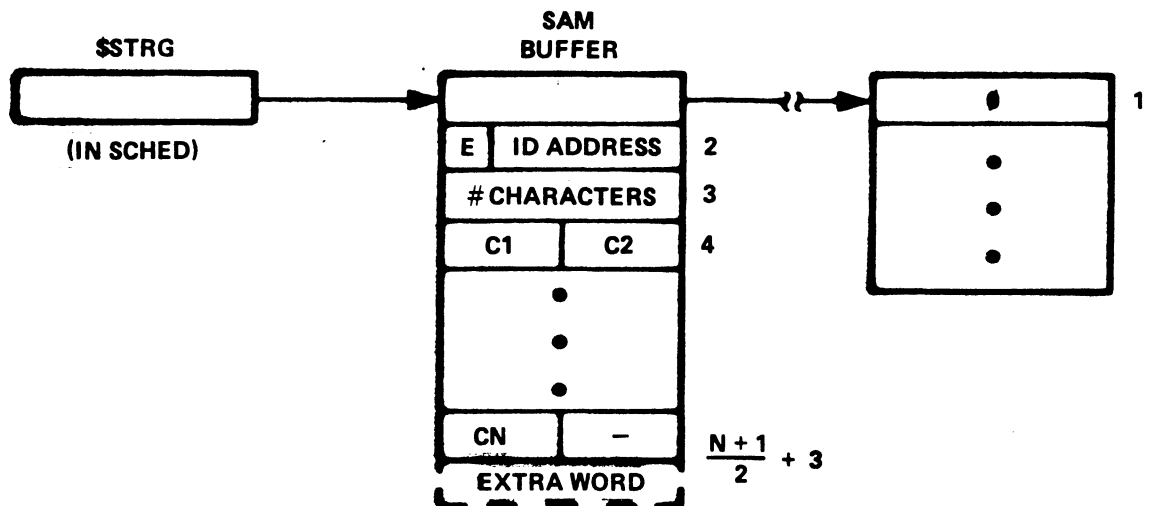 $STRG
(IN SCHED)
SAM
BUFFER
E ID ADDRESS 2
# CHARACTERS 3
C1 C2 4
CN –
N + 1
2 + 3
EXTRA WORD
ø 1